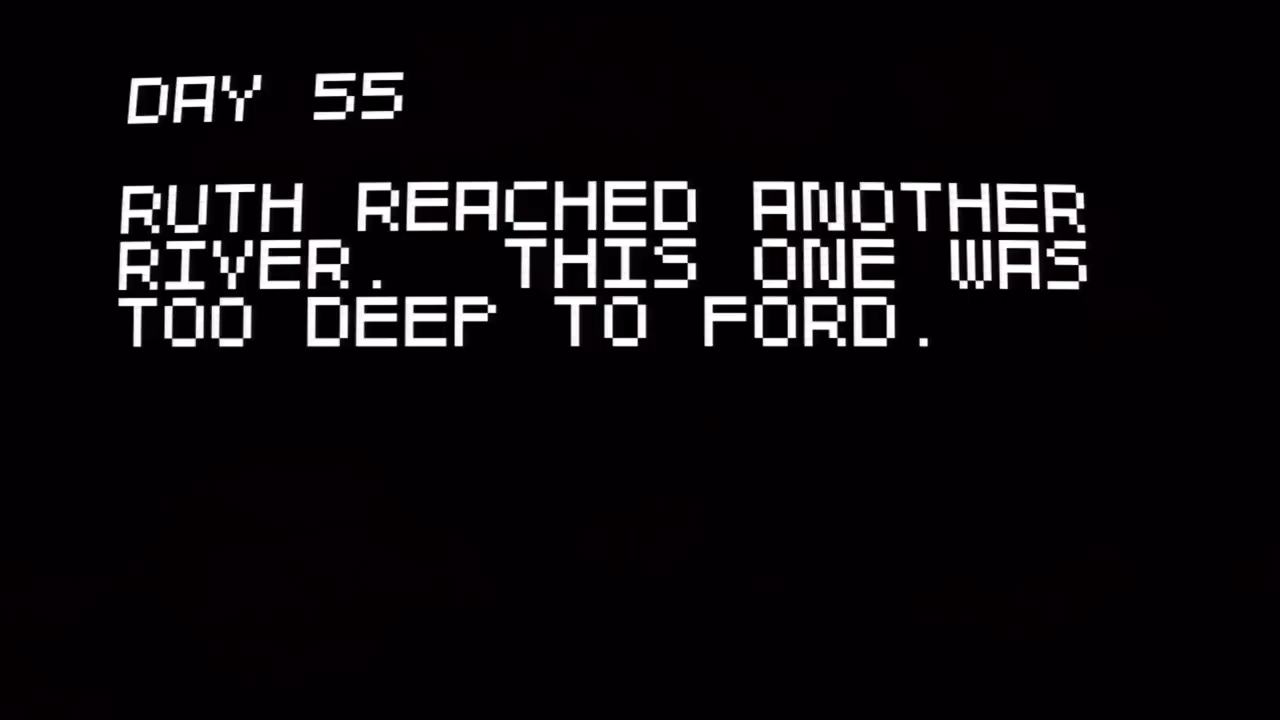 DAY 55
RUTH REACHED ANOTHER
RIVER. THIS ONE WAS
TOO DEEP TO FORD.